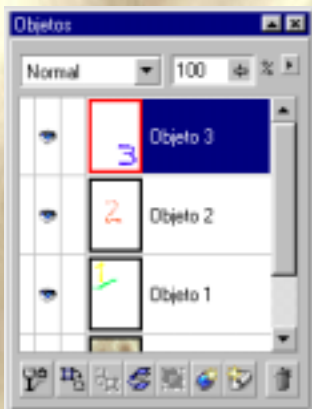 Objetos
Normal 100 %
3 Objeto 3
2 Objeto 2
1 Objeto 1